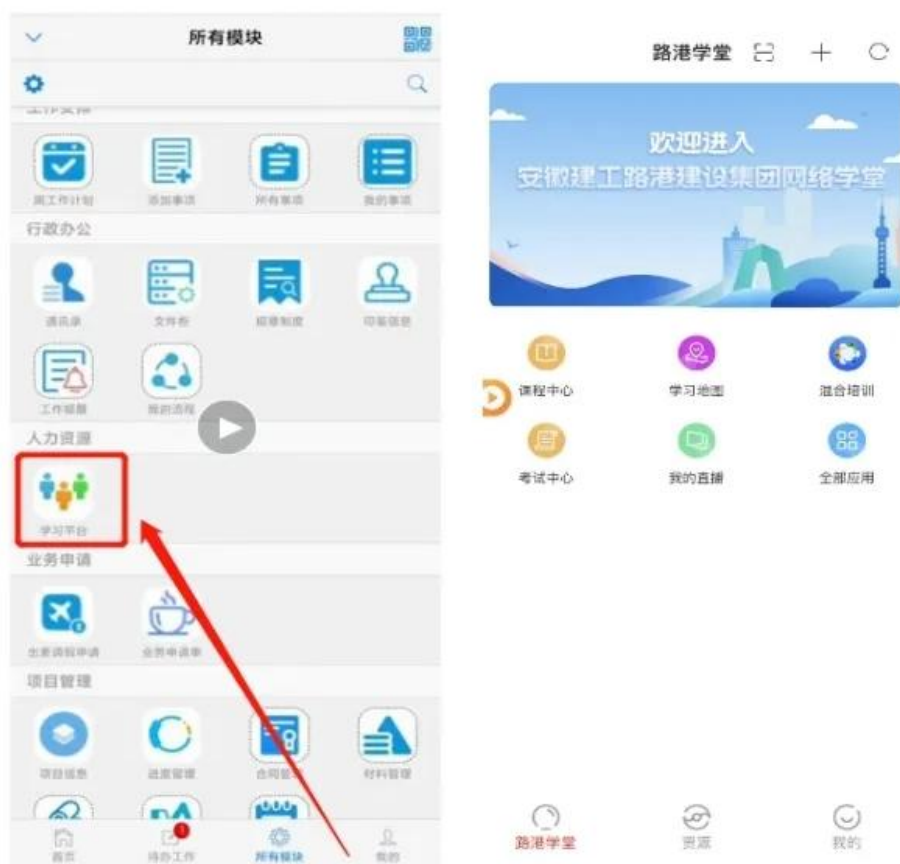 所有模块
工作安排
周工作计划 添加事项 所有事项 我的事项
行政办公
通讯录 文件柜 规章制度 印鉴信息
工作提醒 我的流程
人力资源
学习平台
业务申请
出差请假申请 业务申请单
项目管理
项目信息 进度管理 合同管理 材料管理
1
首页 待办工作 所有模块 我的
路港学堂
欢迎进入
安徽建工路港建设集团网络学堂
课程中心 学习地图 混合培训
考试中心 我的直播 全部应用
路港学堂 资源 我的